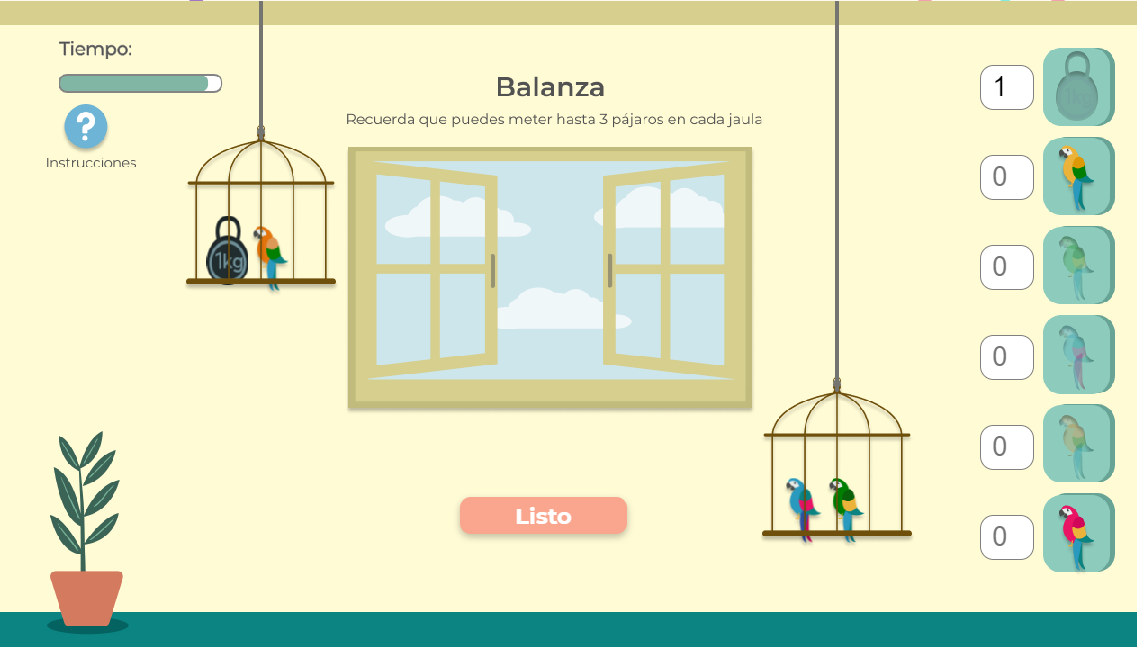 Tiempo:
Instrucciones
Balanza
Recuerda que puedes meter hasta 3 pájaros en cada jaula
1kg
Listo
1
1kg
0
0
0
0
0